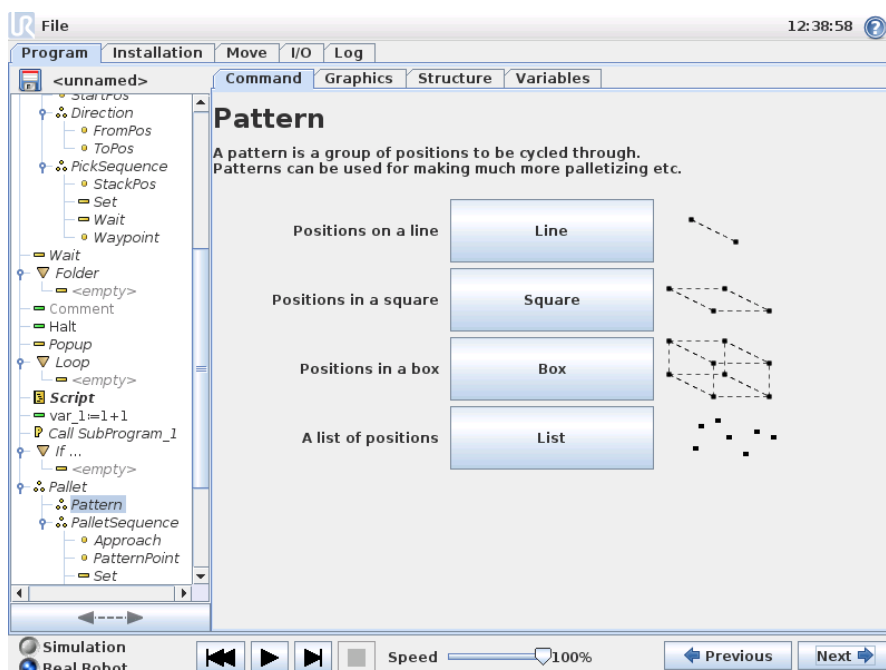 UR File 12:38:58 ?
Program Installation Move I/O Log
<unnamed>
Command Graphics Structure Variables
StartPos
Direction
FromPos
ToPos
PickSequence
StackPos
Set
Wait
Waypoint
Wait
Folder
<empty>
Comment
Halt
Popup
Loop
<empty>
Script
var_1:=1+1
P Call SubProgram_1
If ...
<empty>
Pallet
Pattern
PalletSequence
Approach
PatternPoint
Set
Pattern
A pattern is a group of positions to be cycled through.
Patterns can be used for making much more palletizing etc.
Positions on a line Line
Positions in a square Square
Positions in a box Box
A list of positions List
Simulation
Real Robot
Speed 100%
Previous Next